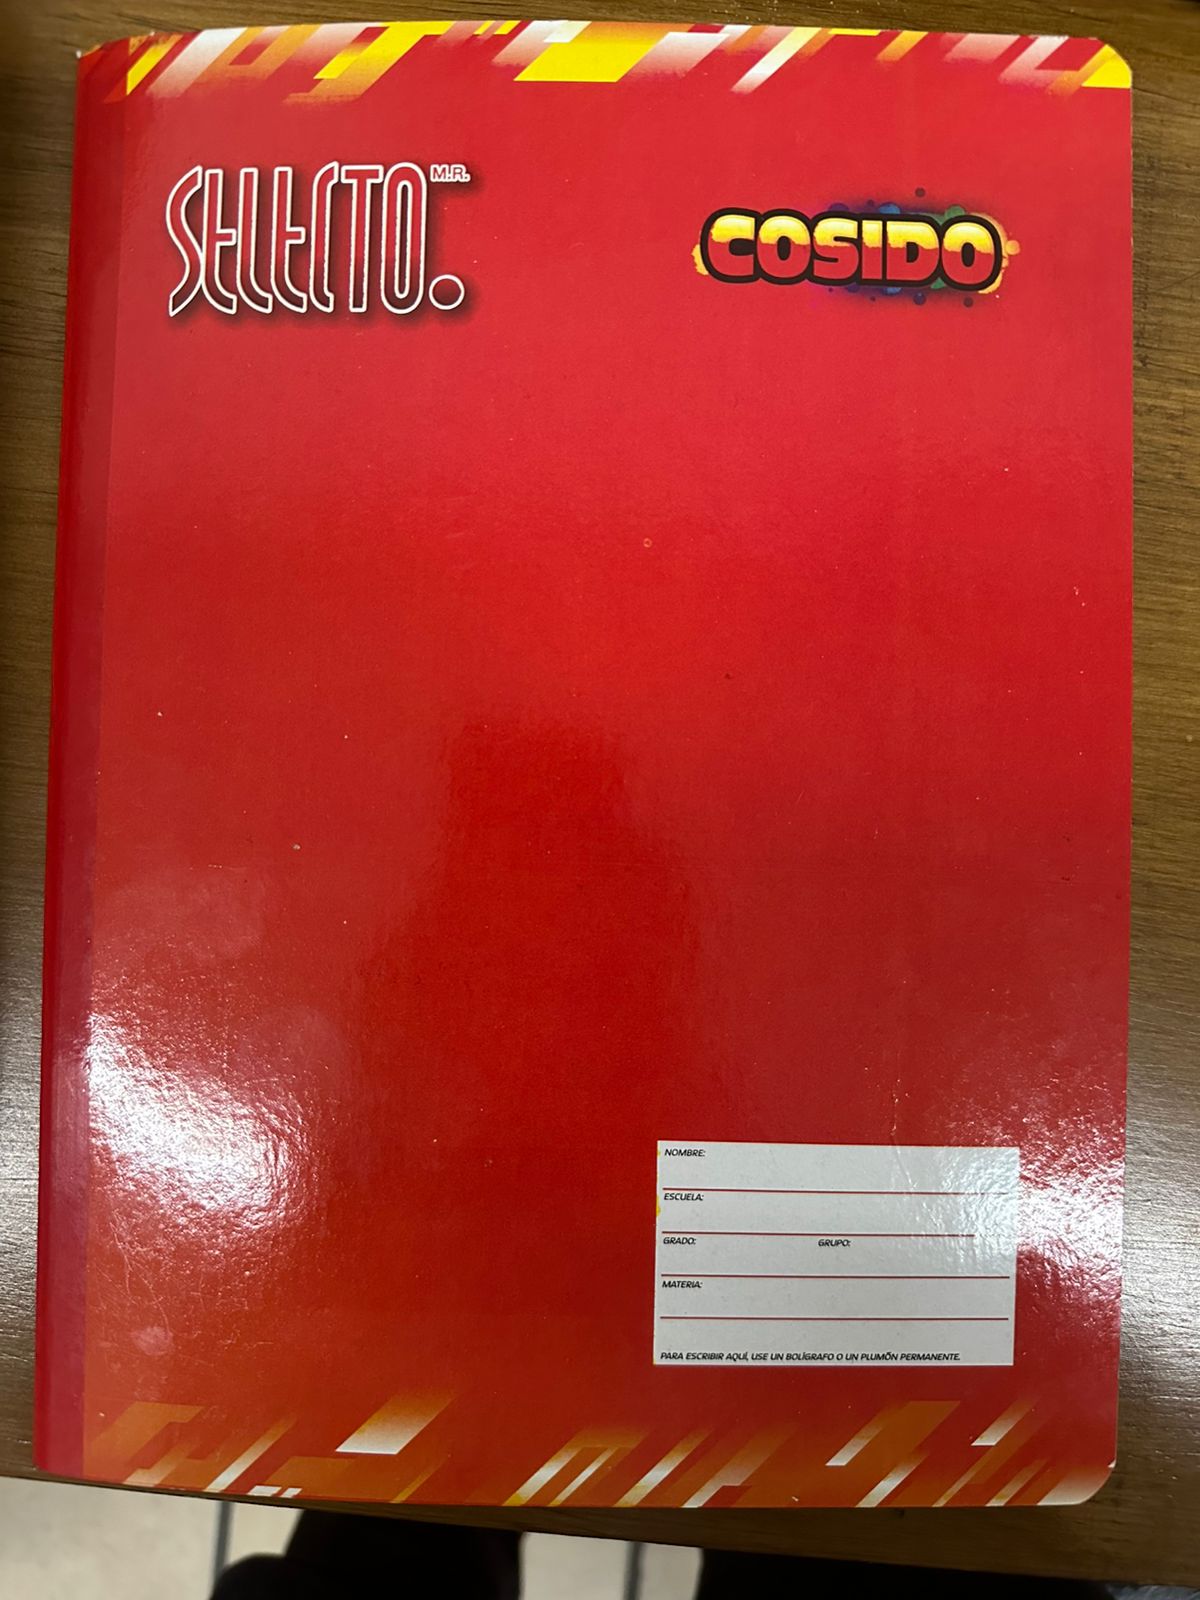 SELECTO. M.R.
COSIDO
NOMBRE:
ESCUELA:
GRADO: GRUPO:
MATERIA:
PARA ESCRIBIR AQUÍ, USE UN BOLÍGRAFO O UN PLUMÓN PERMANENTE.